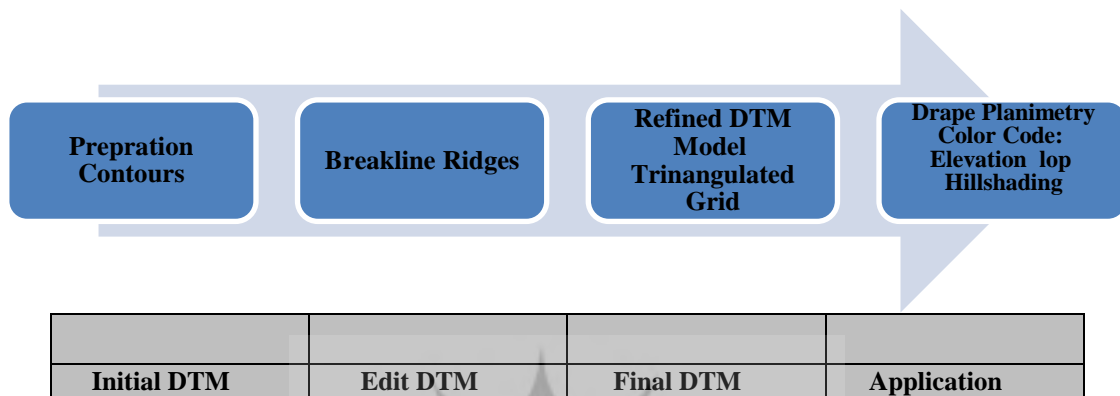 Prepration
Contours
Breakline Ridges
Refined DTM
Model
Trinangulated
Grid
Drape Planimetry
Color Code:
Elevation lop
Hillshading
Initial DTM
Edit DTM
Final DTM
Application